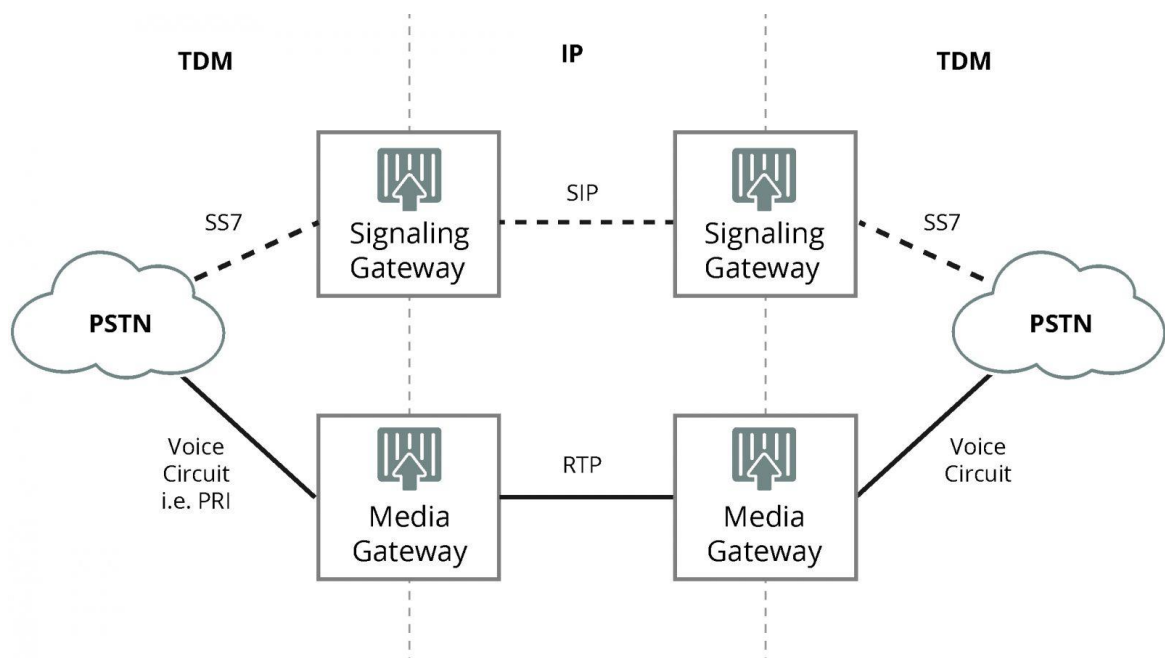 TDM
IP
TDM
SS7
Signaling
Gateway
SIP
Signaling
Gateway
SS7
PSTN
PSTN
Voice
Circuit
i.e. PRI
Media
Gateway
RTP
Media
Gateway
Voice
Circuit